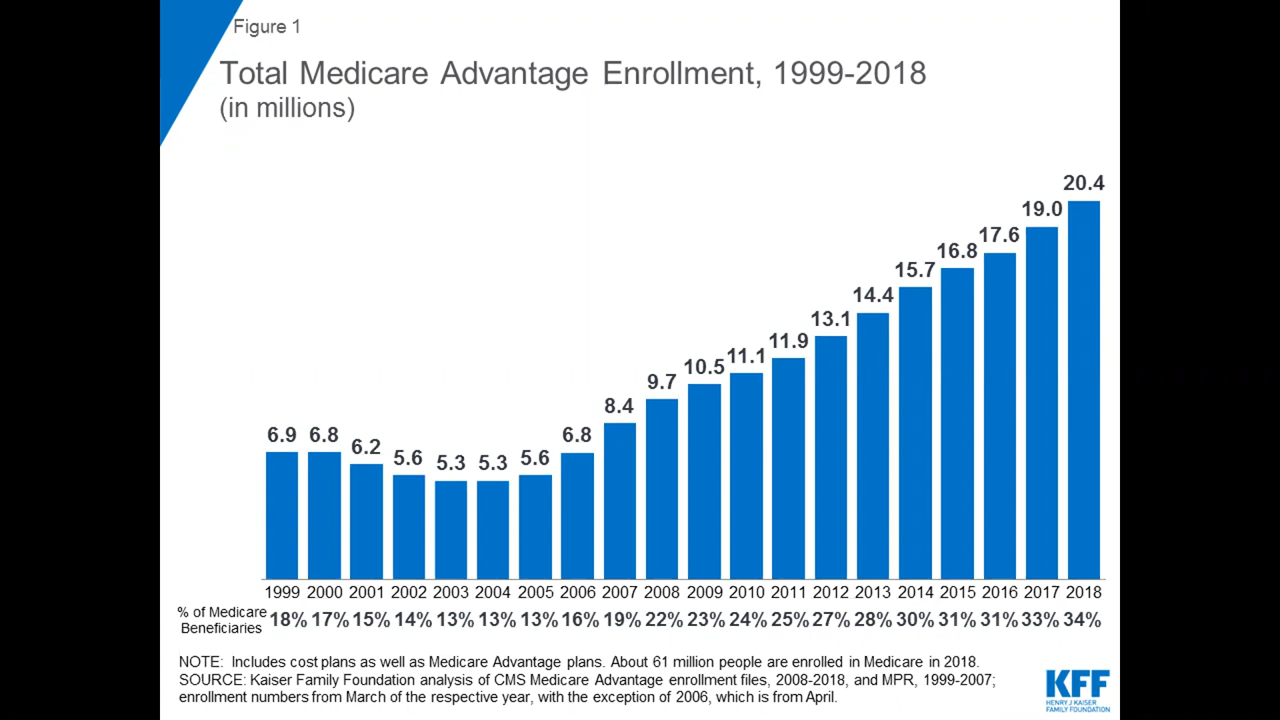 Figure 1
Total Medicare Advantage Enrollment, 1999-2018
(in millions)
6.9 6.8 6.2 5.6 5.3 5.3 5.6 6.8 8.4 9.7 10.5 11.1 11.9 13.1 14.4 15.7 16.8 17.6 19.0 20.4
1999 2000 2001 2002 2003 2004 2005 2006 2007 2008 2009 2010 2011 2012 2013 2014 2015 2016 2017 2018
% of Medicare
Beneficiaries
18% 17% 15% 14% 13% 13% 13% 16% 19% 22% 23% 24% 25% 27% 28% 30% 31% 31% 33% 34%
NOTE: Includes cost plans as well as Medicare Advantage plans. About 61 million people are enrolled in Medicare in 2018.
SOURCE: Kaiser Family Foundation analysis of CMS Medicare Advantage enrollment files, 2008-2018, and MPR, 1999-2007;
enrollment numbers from March of the respective year, with the exception of 2006, which is from April.
KFF
HENRY J KAISER
FAMILY FOUNDATION